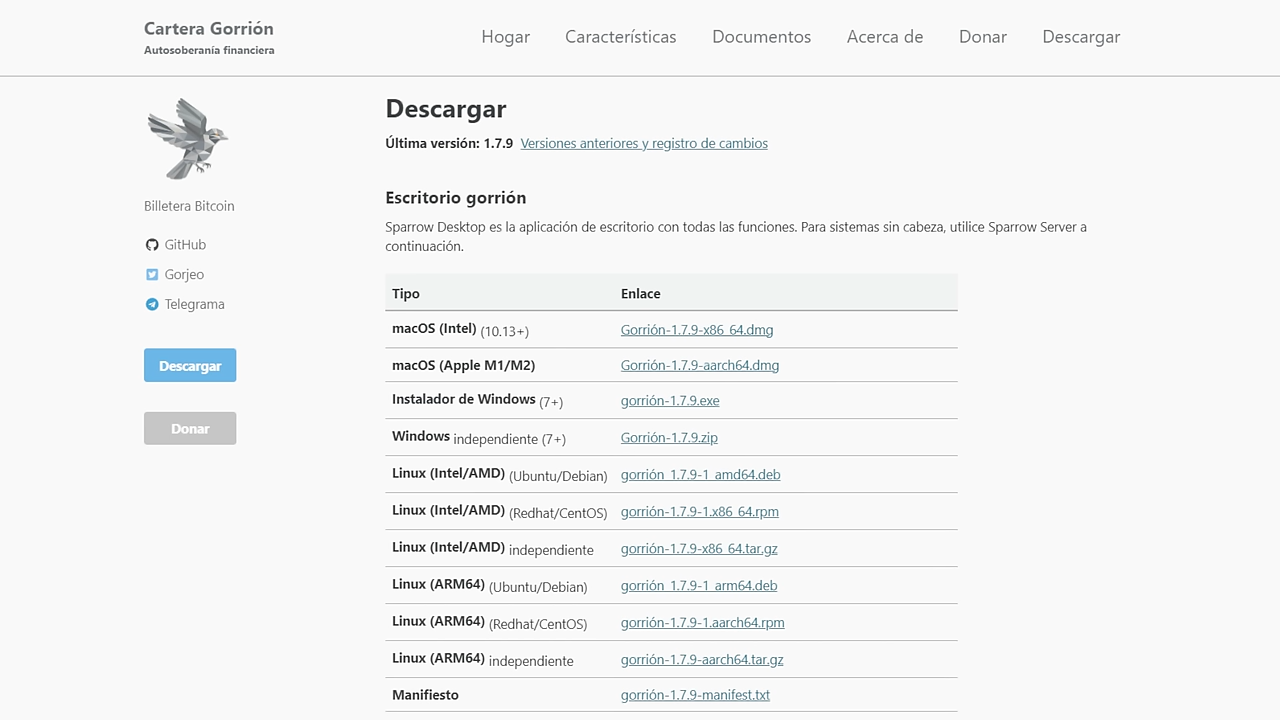 Cartera Gorrión
Autosoberanía financiera
Hogar Características Documentos Acerca de Donar Descargar
Billetera Bitcoin
GitHub
Gorjeo
Telegrama
Descargar
Donar
Descargar
Última versión: 1.7.9 Versiones anteriores y registro de cambios
Escritorio gorrión
Sparrow Desktop es la aplicación de escritorio con todas las funciones. Para sistemas sin cabeza, utilice Sparrow Server a
continuación.
Tipo Enlace
macOS (Intel) (10.13+) Gorrión-1.7.9-x86_64.dmg
macOS (Apple M1/M2) Gorrión-1.7.9-aarch64.dmg
Instalador de Windows (7+) gorrión-1.7.9.exe
Windows independiente (7+) Gorrión-1.7.9.zip
Linux (Intel/AMD) (Ubuntu/Debian) gorrión_1.7.9-1_amd64.deb
Linux (Intel/AMD) (Redhat/CentOS) gorrión-1.7.9-1.x86_64.rpm
Linux (Intel/AMD) independiente gorrión-1.7.9-x86_64.tar.gz
Linux (ARM64) (Ubuntu/Debian) gorrión_1.7.9-1_arm64.deb
Linux (ARM64) (Redhat/CentOS) gorrión-1.7.9-1.aarch64.rpm
Linux (ARM64) independiente gorrión-1.7.9-aarch64.tar.gz
Manifiesto gorrión-1.7.9-manifest.txt